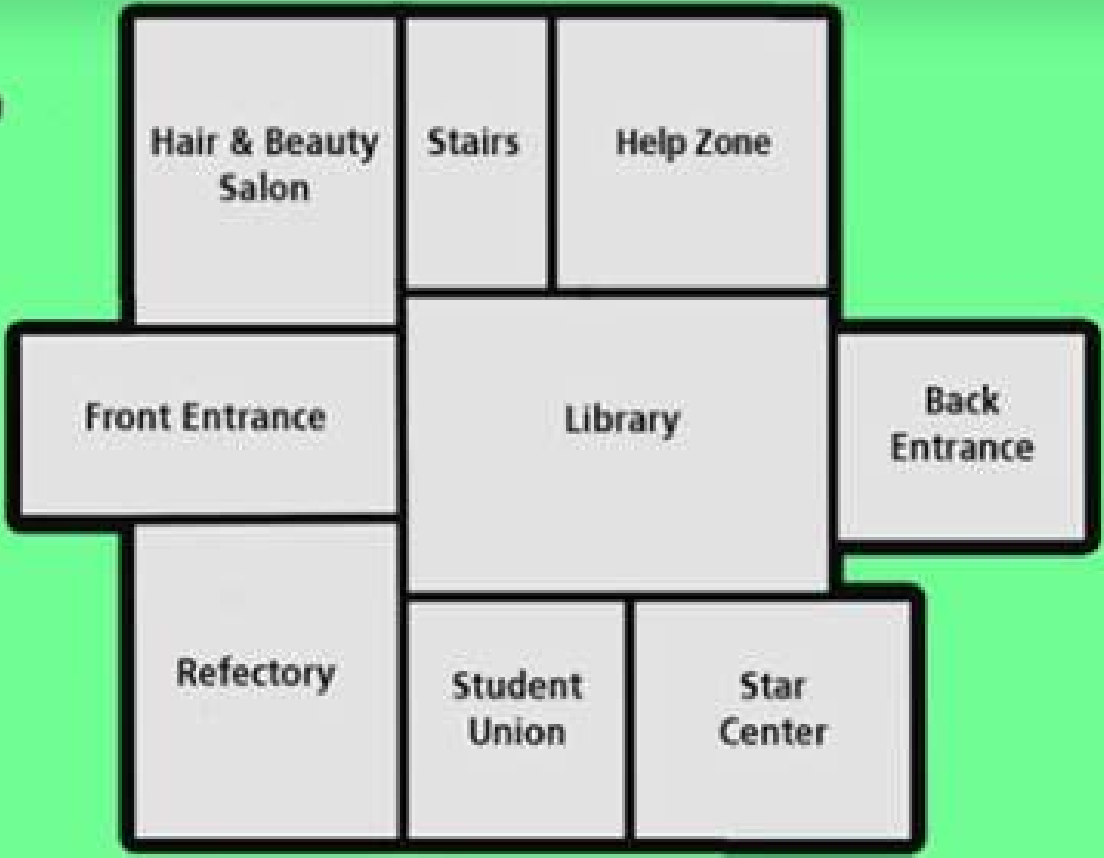 Hair & Beauty
Salon
Stairs
Help Zone
Front Entrance
Library
Back
Entrance
Refectory
Student
Union
Star
Center